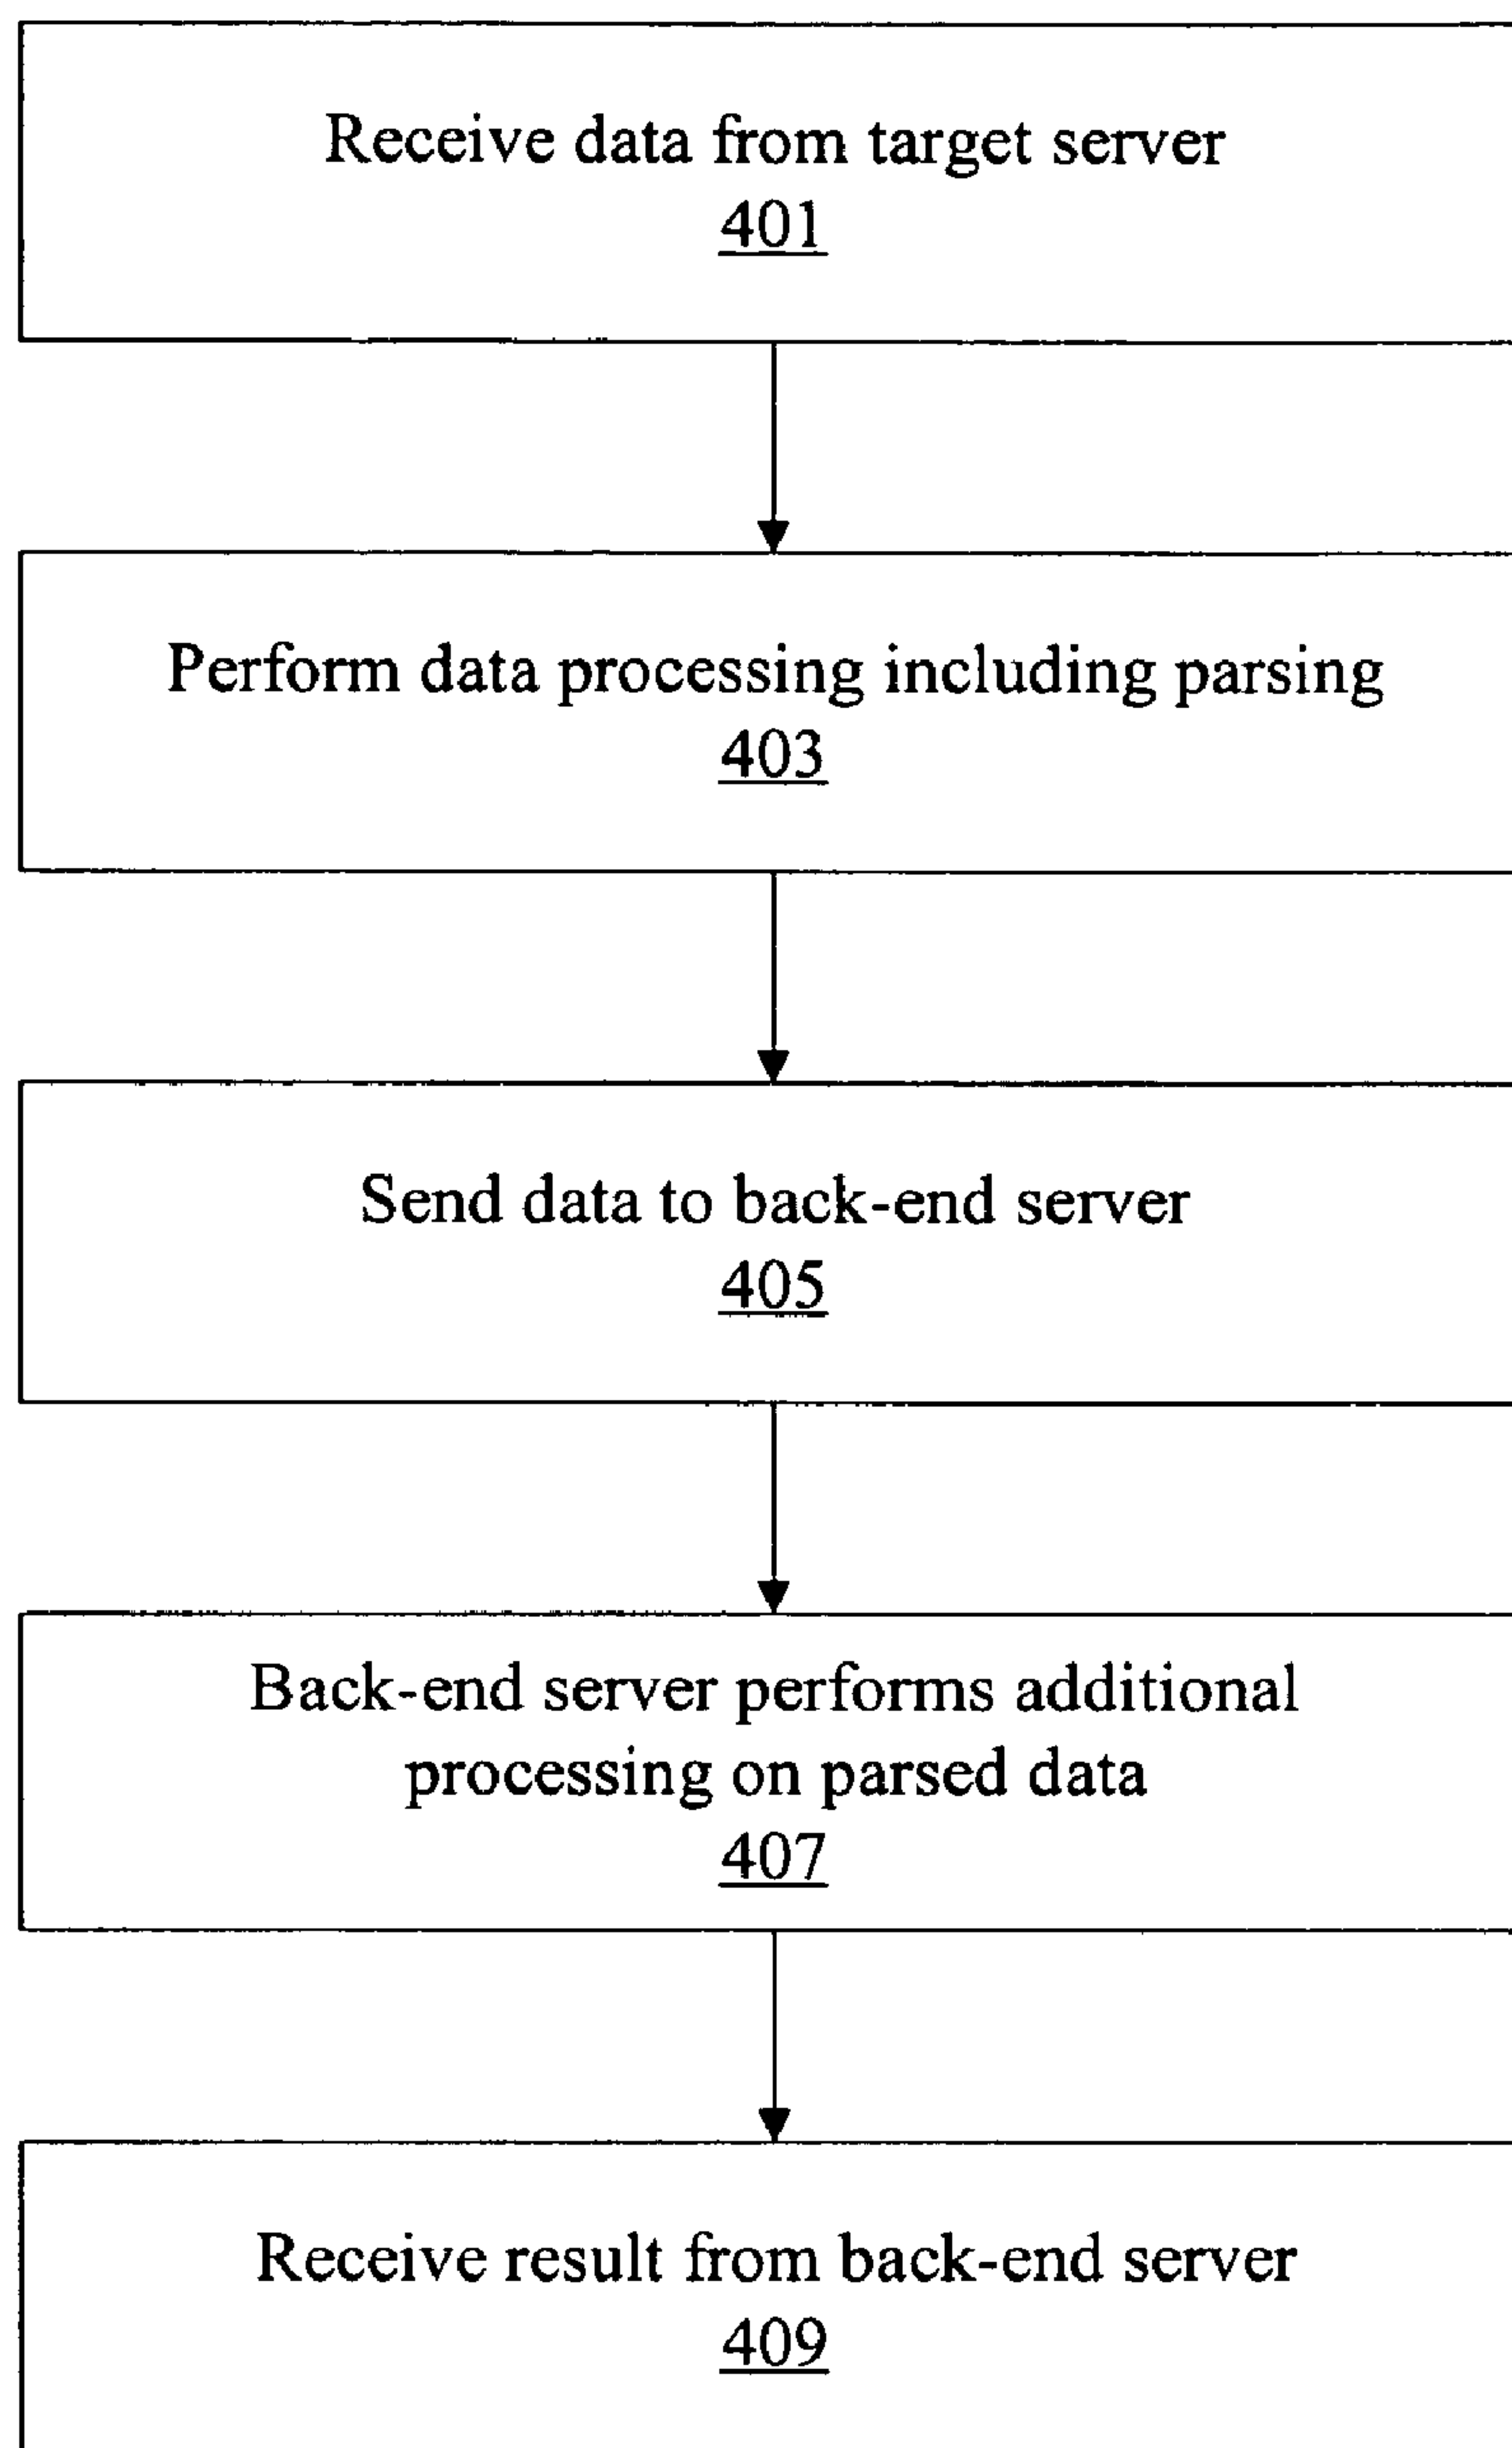 Receive data from target server
401
Perform data processing including parsing
403
Send data to back-end server
405
Back-end server performs additional
processing on parsed data
407
Receive result from back-end server
409